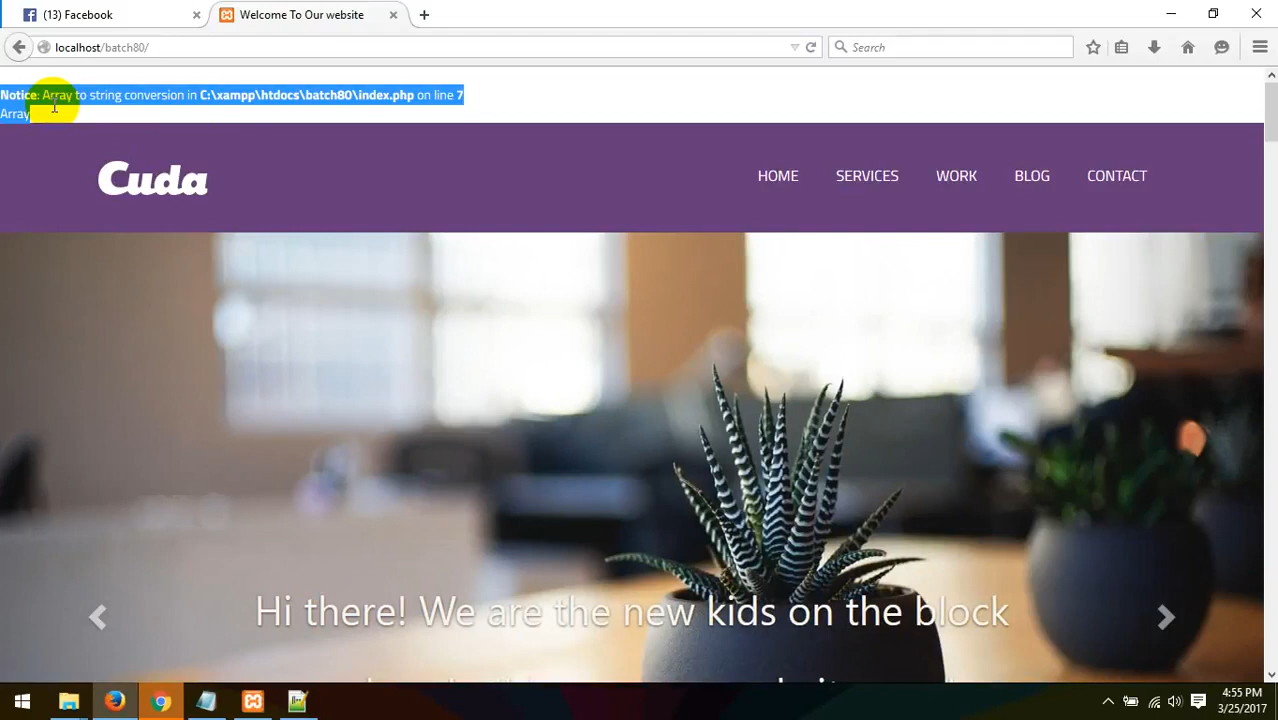 (13) Facebook
Welcome To Our website
localhost/batch80/
Search
Notice: Array to string conversion in C:\xampp\htdocs\batch80\index.php on line 7
Array
Cuda
HOME SERVICES WORK BLOG CONTACT
Hi there! We are the new kids on the block
4:55 PM
3/25/2017